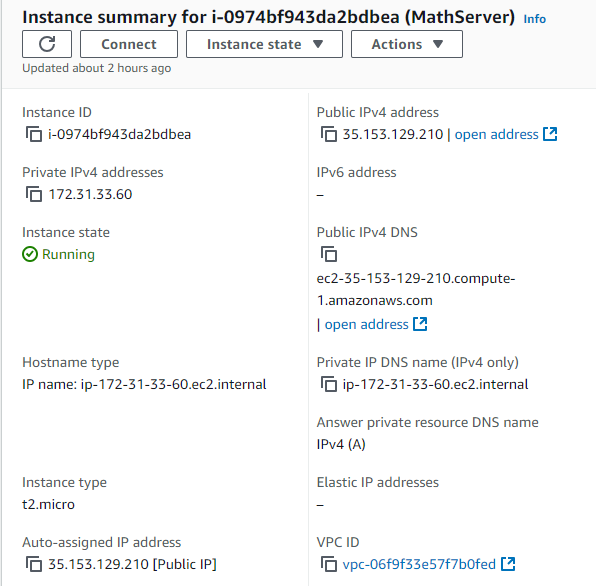 Instance summary for i-0974bf943da2bdbea (MathServer) Info
Connect Instance state Actions
Updated about 2 hours ago
Instance ID
i-0974bf943da2bdbea
Public IPv4 address
35.153.129.210 | open address
Private IPv4 addresses
172.31.33.60
IPv6 address
–
Instance state
Running
Public IPv4 DNS
ec2-35-153-129-210.compute-
1.amazonaws.com
| open address
Hostname type
IP name: ip-172-31-33-60.ec2.internal
Private IP DNS name (IPv4 only)
ip-172-31-33-60.ec2.internal
Answer private resource DNS name
IPv4 (A)
Instance type
t2.micro
Elastic IP addresses
–
Auto-assigned IP address
35.153.129.210 [Public IP]
VPC ID
vpc-06f9f33e57f7b0fed